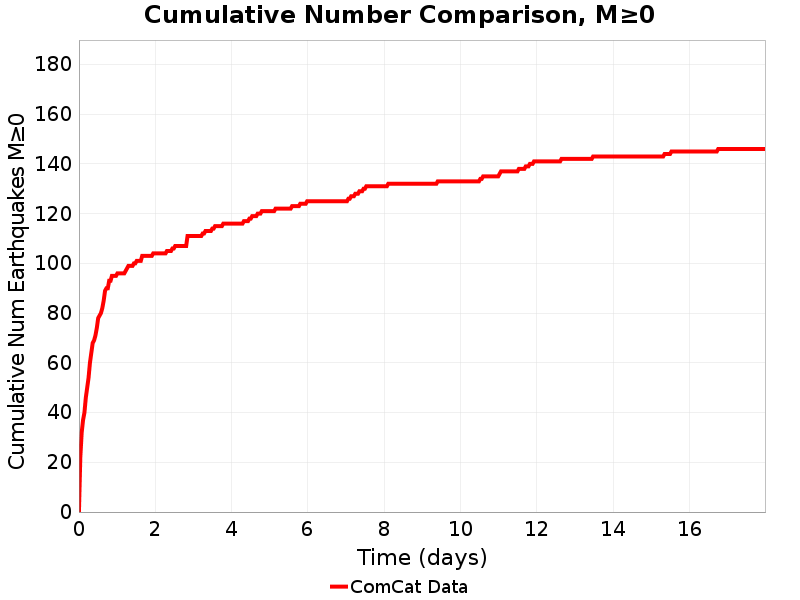 Cumulative Number Comparison, M≥0
Cumulative Num Earthquakes M≥0
180
160
140
120
100
80
60
40
20
0
0 2 4 6 8 10 12 14 16
Time (days)
ComCat Data